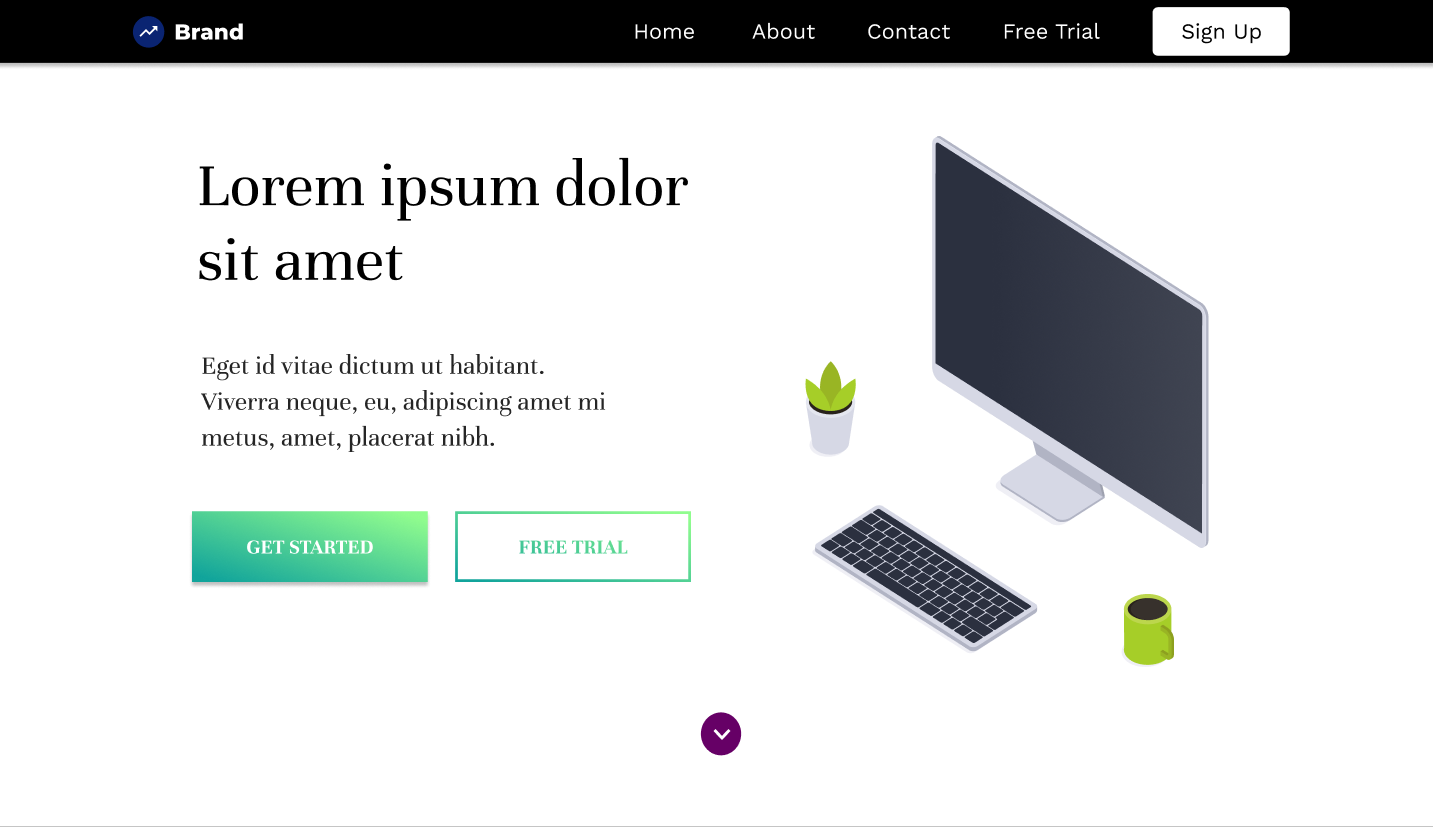 Brand
Home
About
Contact
Free Trial
Sign Up
Lorem ipsum dolor
sit amet
Eget id vitae dictum ut habitant.
Viverra neque, eu, adipiscing amet mi
metus, amet, placerat nibh.
GET STARTED
FREE TRIAL